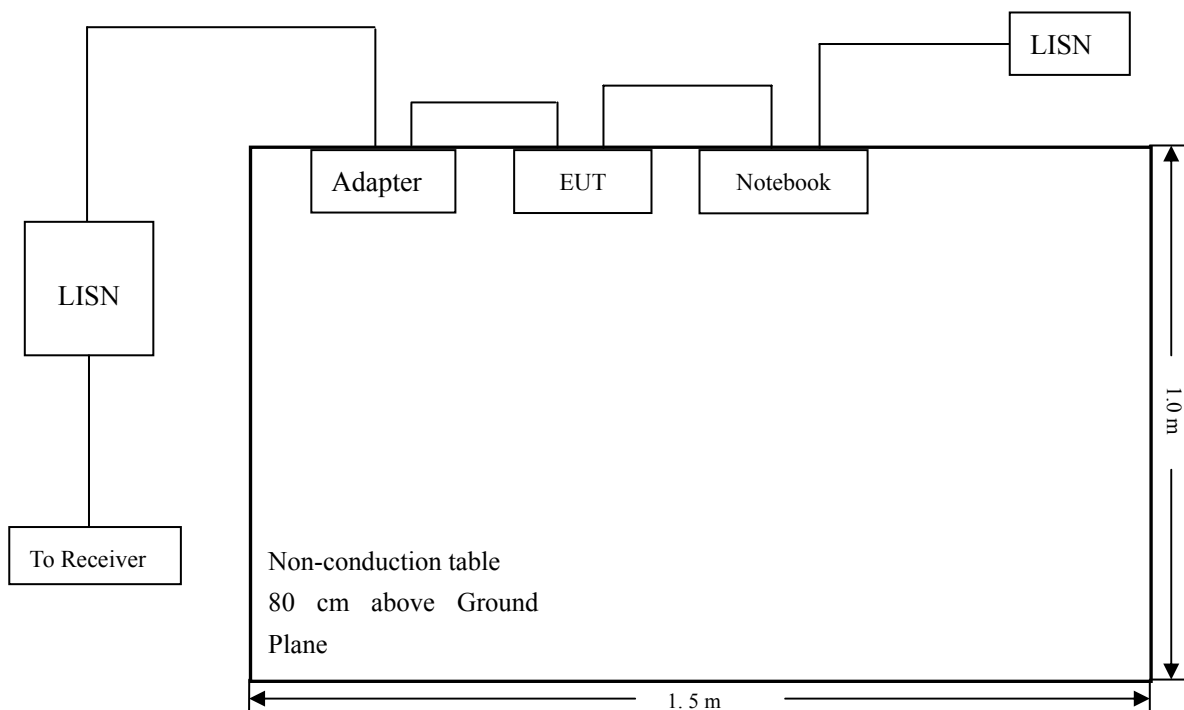 LISN
Adapter
EUT
Notebook
LISN
To Receiver
Non-conduction table
80 cm above Ground
Plane
1.0 m
1. 5 m